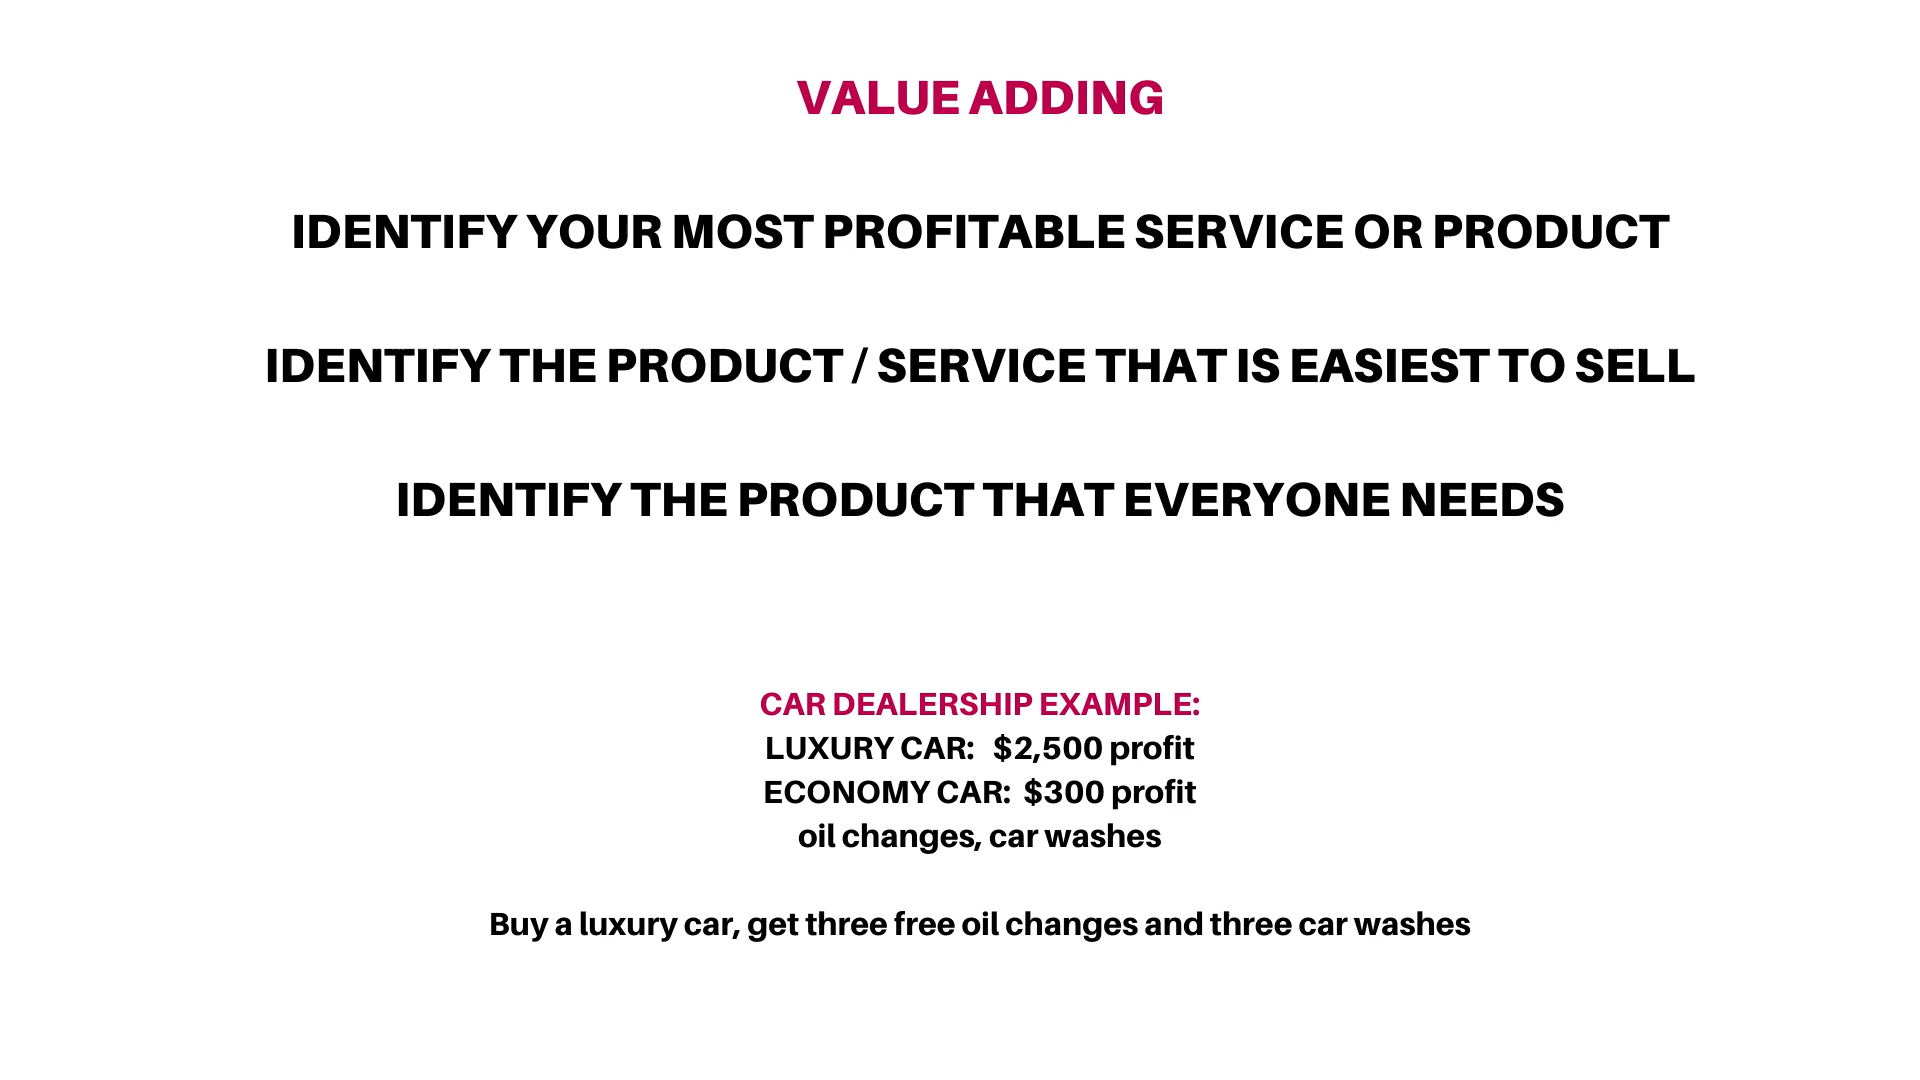 VALUE ADDING
IDENTIFY YOUR MOST PROFITABLE SERVICE OR PRODUCT
IDENTIFY THE PRODUCT / SERVICE THAT IS EASIEST TO SELL
IDENTIFY THE PRODUCT THAT EVERYONE NEEDS
CAR DEALERSHIP EXAMPLE:
LUXURY CAR: $2,500 profit
ECONOMY CAR: $300 profit
oil changes, car washes
Buy a luxury car, get three free oil changes and three car washes